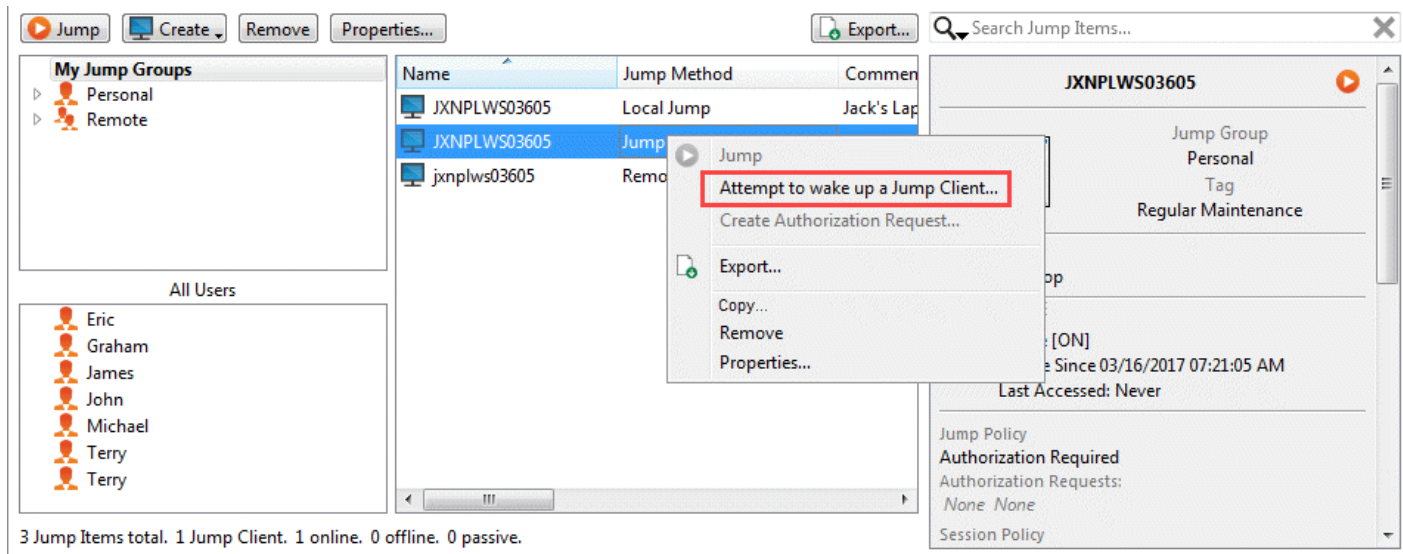 Jump Create Remove Properties... Export... Search Jump Items...
My Jump Groups
Personal
Remote
All Users
Eric
Graham
James
John
Michael
Terry
Terry
Name Jump Method Commen
JXNPLWS03605 Local Jump Jack's Lap
JXNPLWS03605 Jump
jxnplws03605 Remo
Jump
Attempt to wake up a Jump Client...
Create Authorization Request...
Export...
Copy...
Remove
Properties...
JXNPLWS03605
Jump Group
Personal
Tag
Regular Maintenance
op
[ON]
e Since 03/16/2017 07:21:05 AM
Last Accessed: Never
Jump Policy
Authorization Required
Authorization Requests:
None None
Session Policy
3 Jump Items total. 1 Jump Client. 1 online. 0 offline. 0 passive.